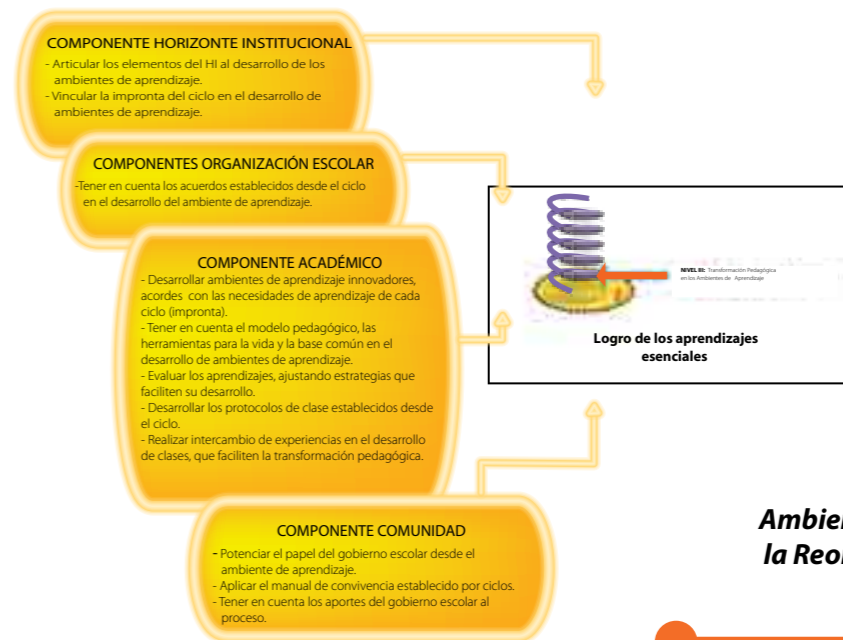 COMPONENTE HORIZONTE INSTITUCIONAL
- Articular los elementos del HI al desarrollo de los
ambientes de aprendizaje.
- Vincular la impronta del ciclo en el desarrollo de
ambientes de aprendizaje.
COMPONENTES ORGANIZACIÓN ESCOLAR
-Tener en cuenta los acuerdos establecidos desde el ciclo
en el desarrollo del ambiente de aprendizaje.
COMPONENTE ACADÉMICO
- Desarrollar ambientes de aprendizaje innovadores,
acordes con las necesidades de aprendizaje de cada
ciclo (impronta).
- Tener en cuenta el modelo pedagógico, las
herramientas para la vida y la base común en el
desarrollo de ambientes de aprendizaje.
- Evaluar los aprendizajes, ajustando estrategias que
faciliten su desarrollo.
- Desarrollar los protocolos de clase establecidos desde
el ciclo.
- Realizar intercambio de experiencias en el desarrollo
de clases, que faciliten la transformación pedagógica.
COMPONENTE COMUNIDAD
- Potenciar el papel del gobierno escolar desde el
ambiente de aprendizaje.
- Aplicar el manual de convivencia establecido por ciclos.
- Tener en cuenta los aportes del gobierno escolar al
proceso.
NIVEL III: Transformación Pedagógica
en los Ambientes de Aprendizaje
Logro de los aprendizajes
esenciales
Ambien
la Reor